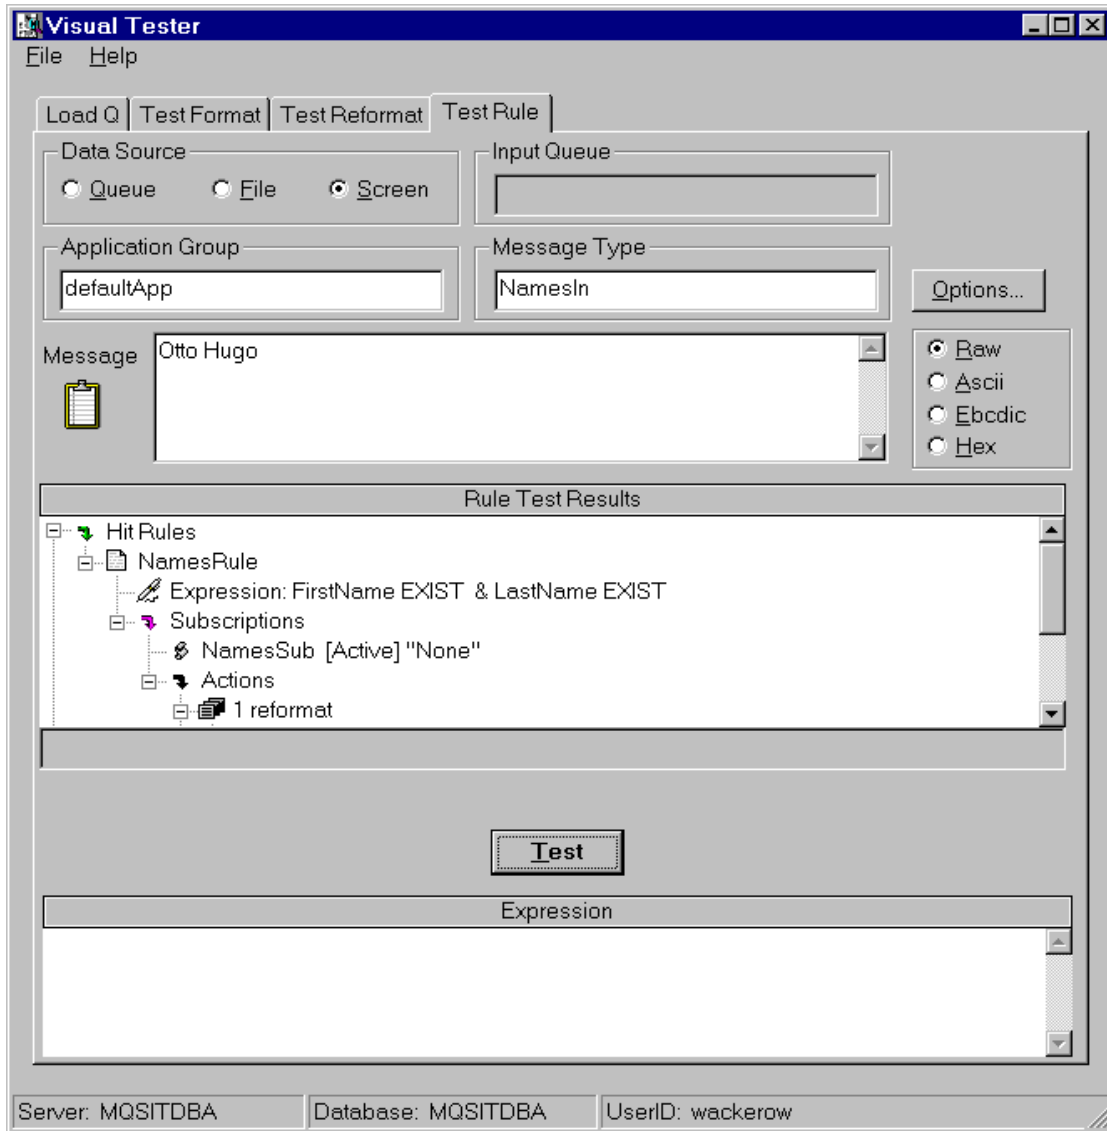 Visual Tester
File Help
Load Q Test Format Test Reformat Test Rule
Data Source Input Queue
Queue File Screen
Application Group Message Type
defaultApp NamesIn Options...
Message Otto Hugo
Raw
Ascii
Ebcdic
Hex
Rule Test Results
Hit Rules
NamesRule
Expression: FirstName EXIST & LastName EXIST
Subscriptions
NamesSub [Active] "None"
Actions
1 reformat
Test
Expression
Server: MQSITDBA Database: MQSITDBA UserID: wackerow